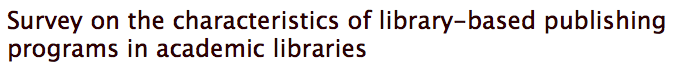 Survey on the characteristics of library-based publishing
programs in academic libraries